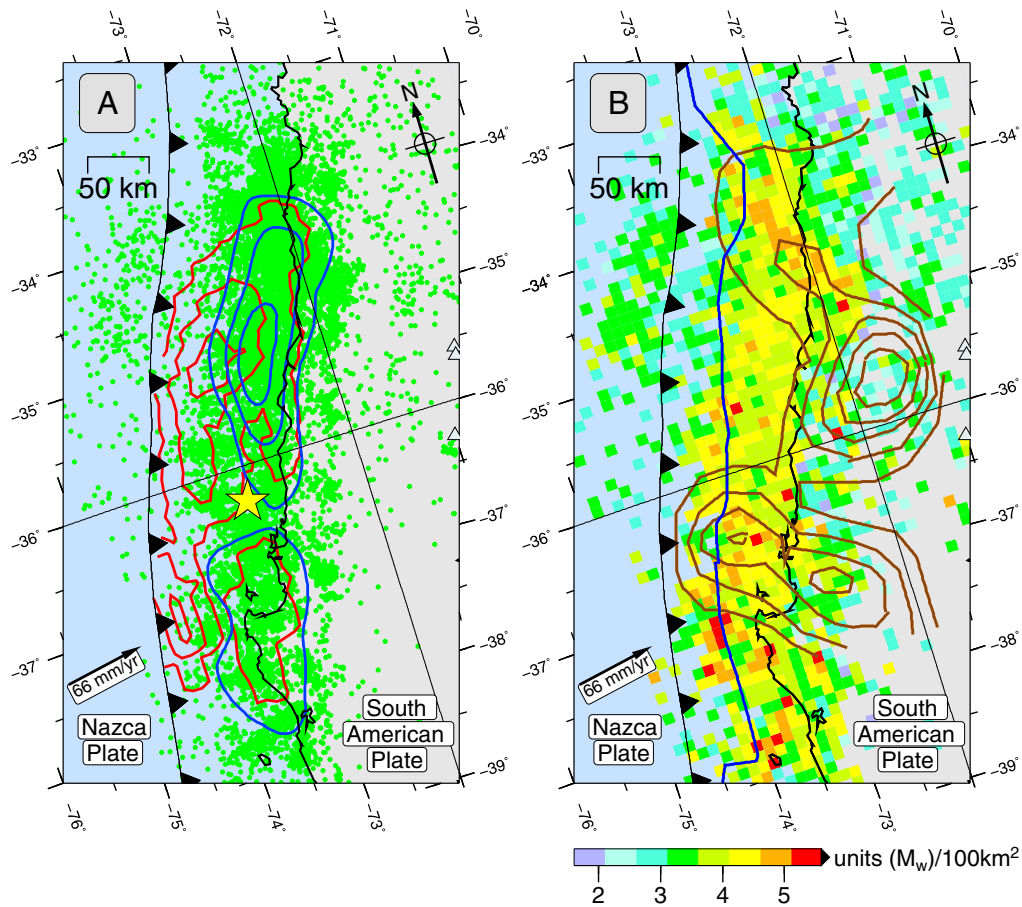 -73° -72° -71° -70°
A
N
50 km
-33°
-34°
-35°
-36°
-37°
-34°
-35°
-36°
-37°
-38°
-39°
66 mm/yr
Nazca
Plate
South
American
Plate
-76° -75° -74° -73°
-73° -72° -71° -70°
B
N
50 km
-33°
-34°
-35°
-36°
-37°
-34°
-35°
-36°
-37°
-38°
-39°
66 mm/yr
Nazca
Plate
South
American
Plate
-76° -75° -74° -73°
units (Mw)/100km²
2 3 4 5